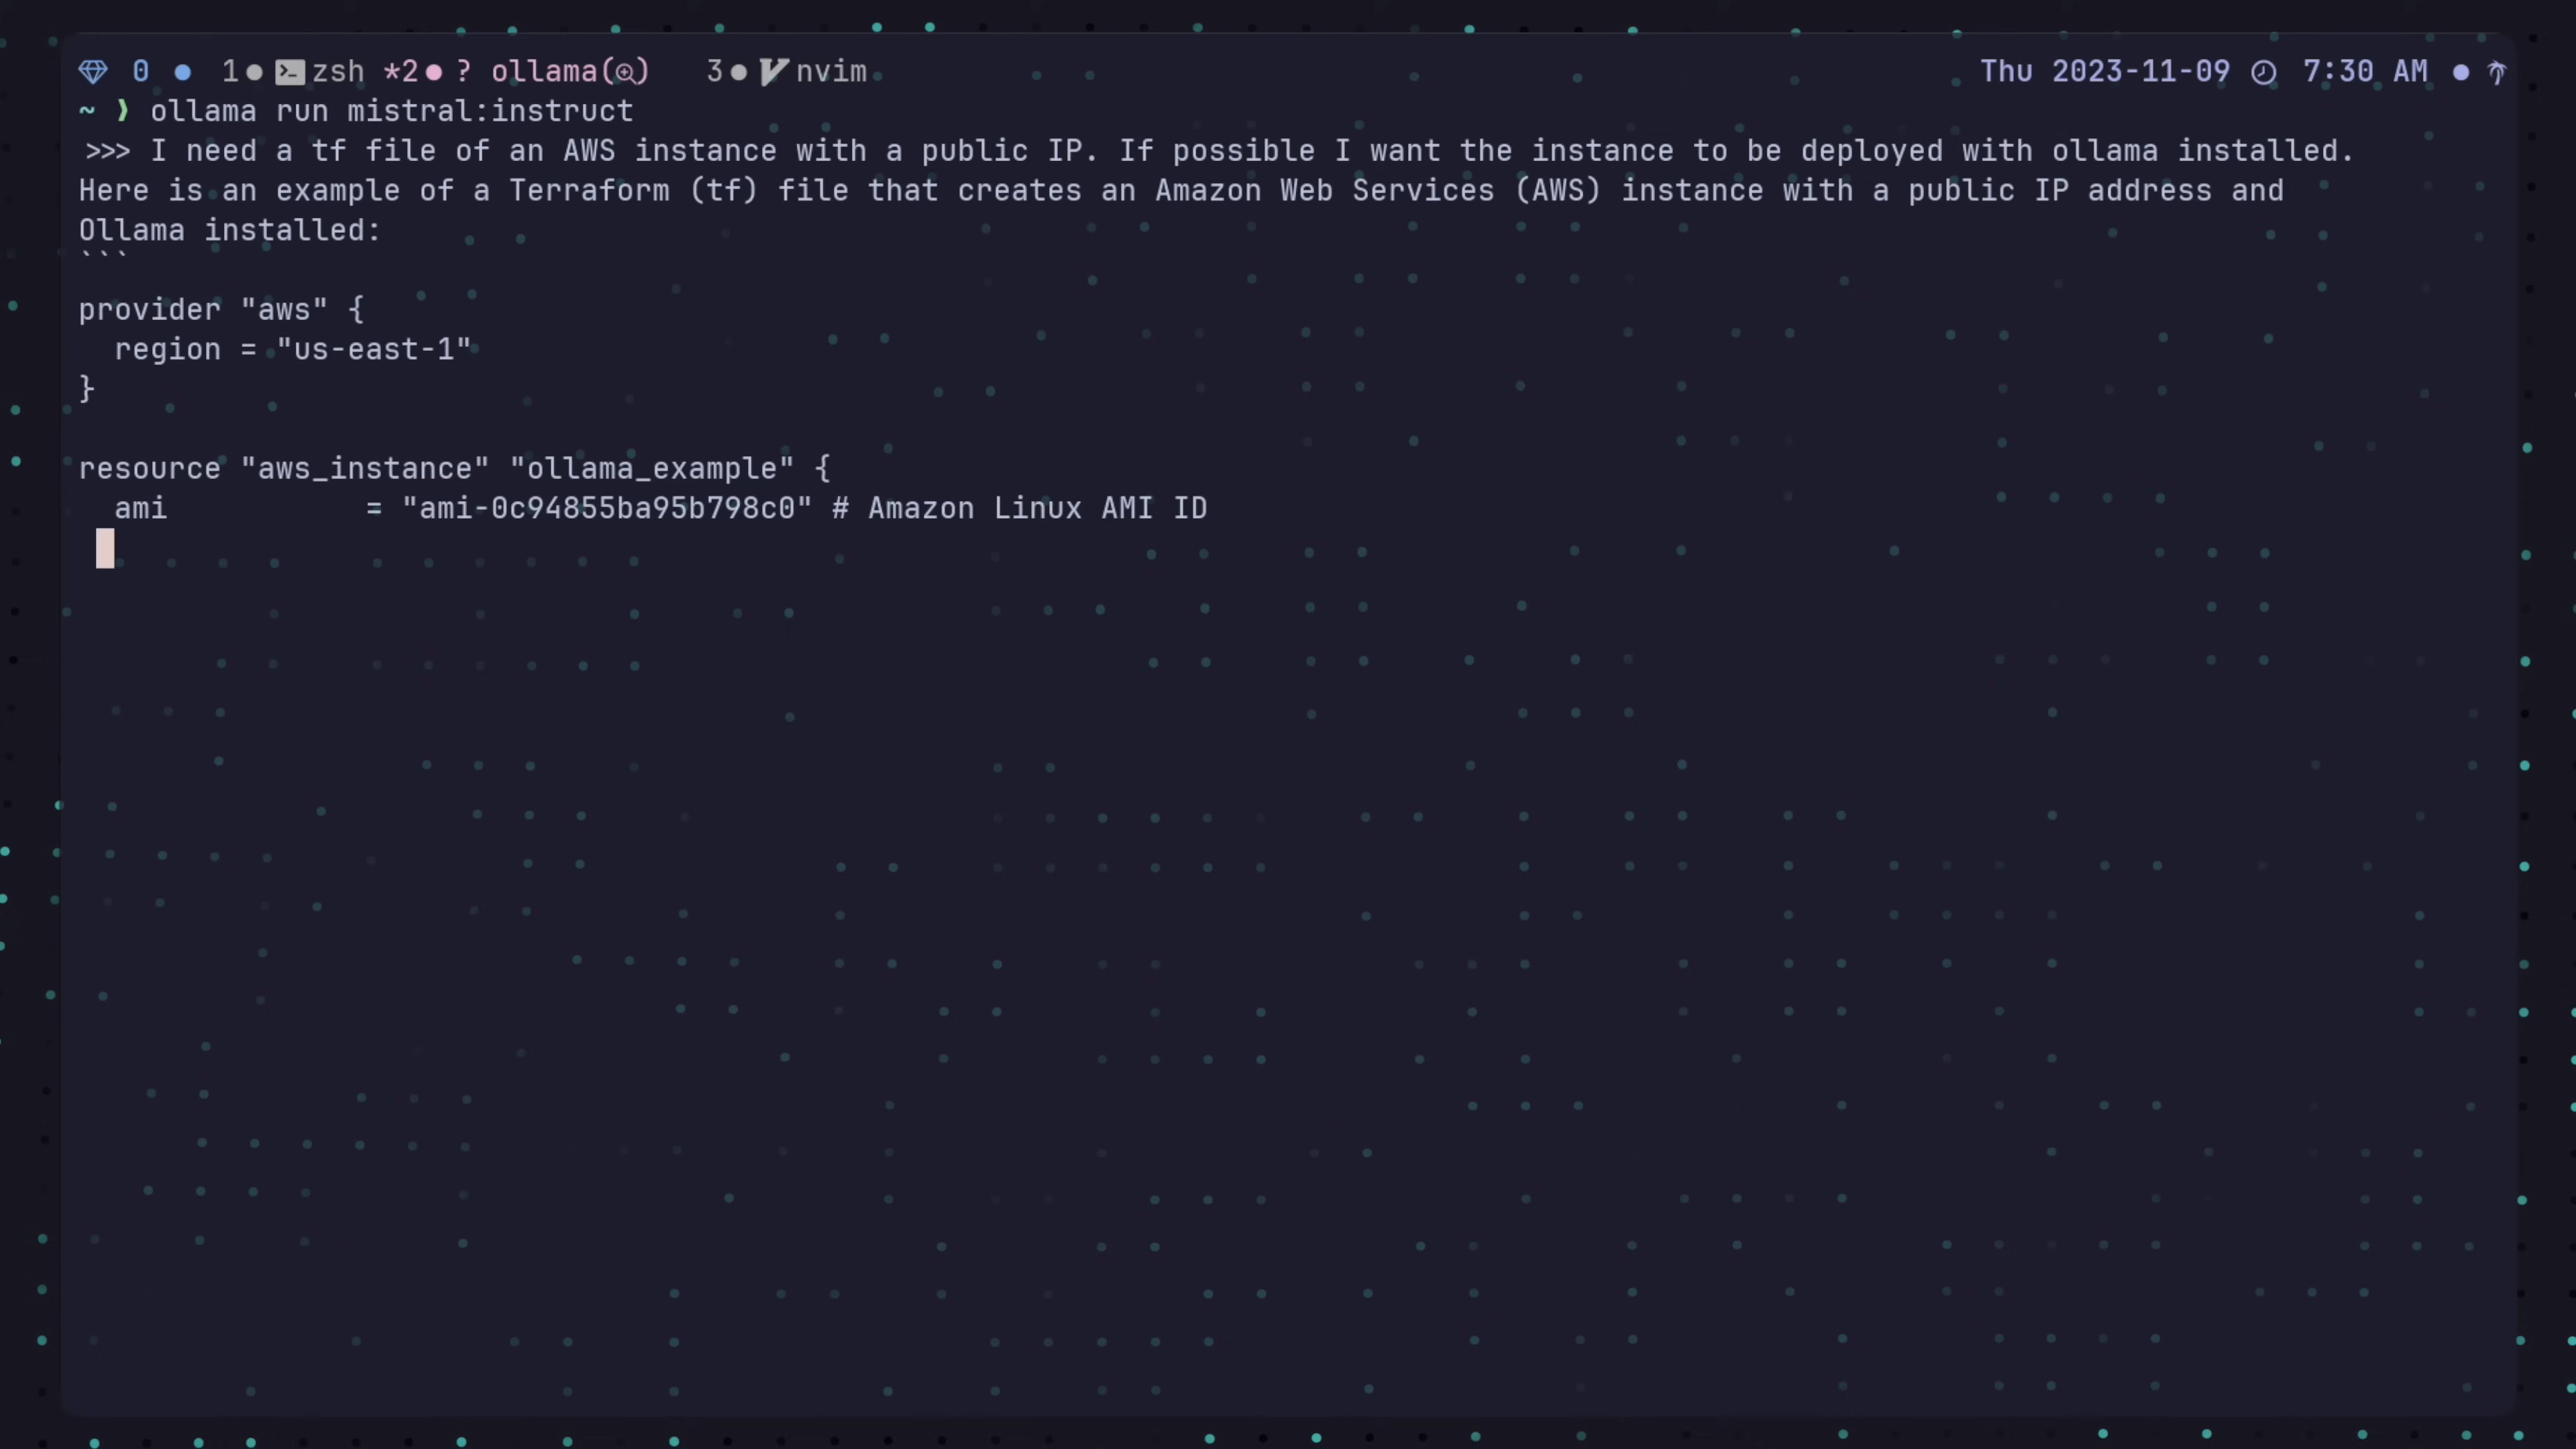 0 ● 1● zsh *2● ? ollama() 3● nvim Thu 2023-11-09 7:30 AM ●
~ ❯ ollama run mistral:instruct
>>> I need a tf file of an AWS instance with a public IP. If possible I want the instance to be deployed with ollama installed.
Here is an example of a Terraform (tf) file that creates an Amazon Web Services (AWS) instance with a public IP address and
Ollama installed:
```
provider "aws" {
  region = "us-east-1"
}
resource "aws_instance" "ollama_example" {
  ami           = "ami-0c94855ba95b798c0" # Amazon Linux AMI ID